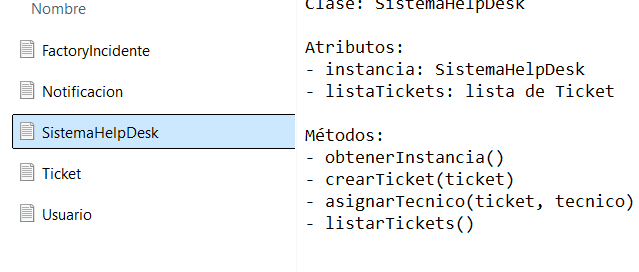 Nombre
FactoryIncidente
Notificacion
SistemaHelpDesk
Ticket
Usuario
Clase: SistemaHelpDesk
Atributos:
- instancia: SistemaHelpDesk
- listaTickets: lista de Ticket
Métodos:
- obtenerInstancia()
- crearTicket(ticket)
- asignarTecnico(ticket, tecnico)
- listarTickets()